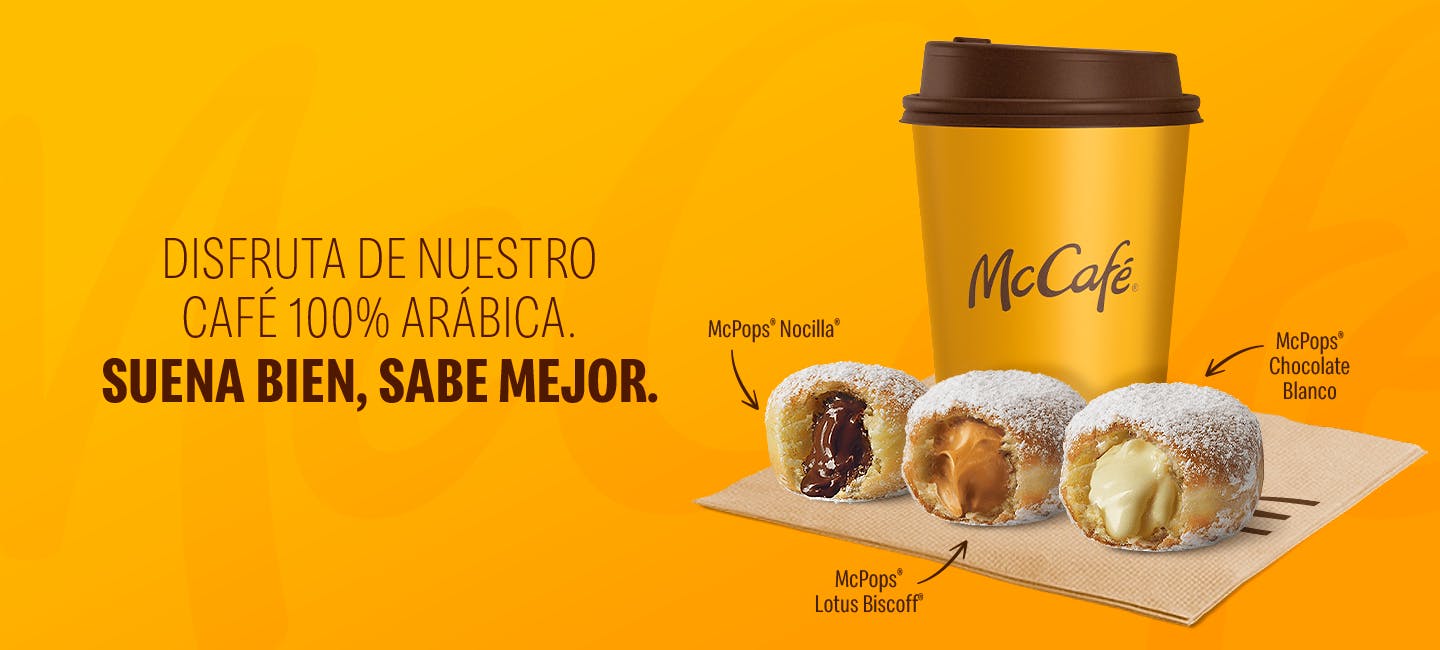 DISFRUTA DE NUESTRO
CAFÉ 100% ARÁBICA.
SUENA BIEN, SABE MEJOR.
McCafé®
McPops® Nocilla®
McPops®
Chocolate
Blanco
McPops®
Lotus Biscoff®